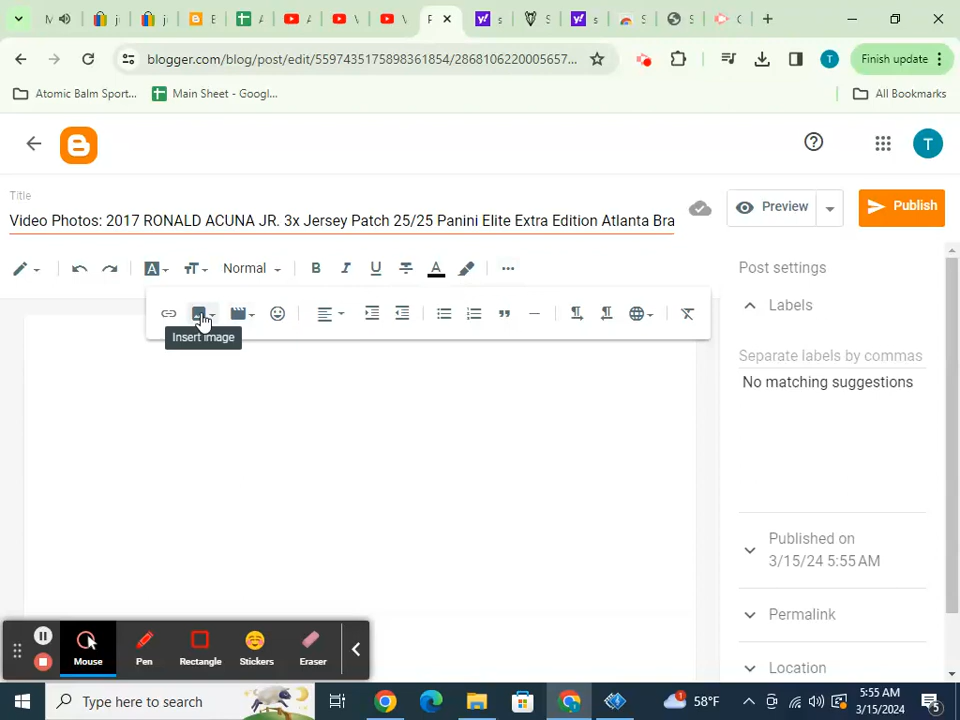 blogger.com/blog/post/edit/5597435175898361854/2868106220005657...
Finish update
Atomic Balm Sport...
Main Sheet - Googl...
All Bookmarks
T
Title
Video Photos: 2017 RONALD ACUNA JR. 3x Jersey Patch 25/25 Panini Elite Extra Edition Atlanta Bra
Preview
Publish
Normal
Insert image
Post settings
Labels
Separate labels by commas
No matching suggestions
Published on
3/15/24 5:55 AM
Permalink
Location
Mouse
Pen
Rectangle
Stickers
Eraser
Type here to search
58°F
5:55 AM
3/15/2024
5